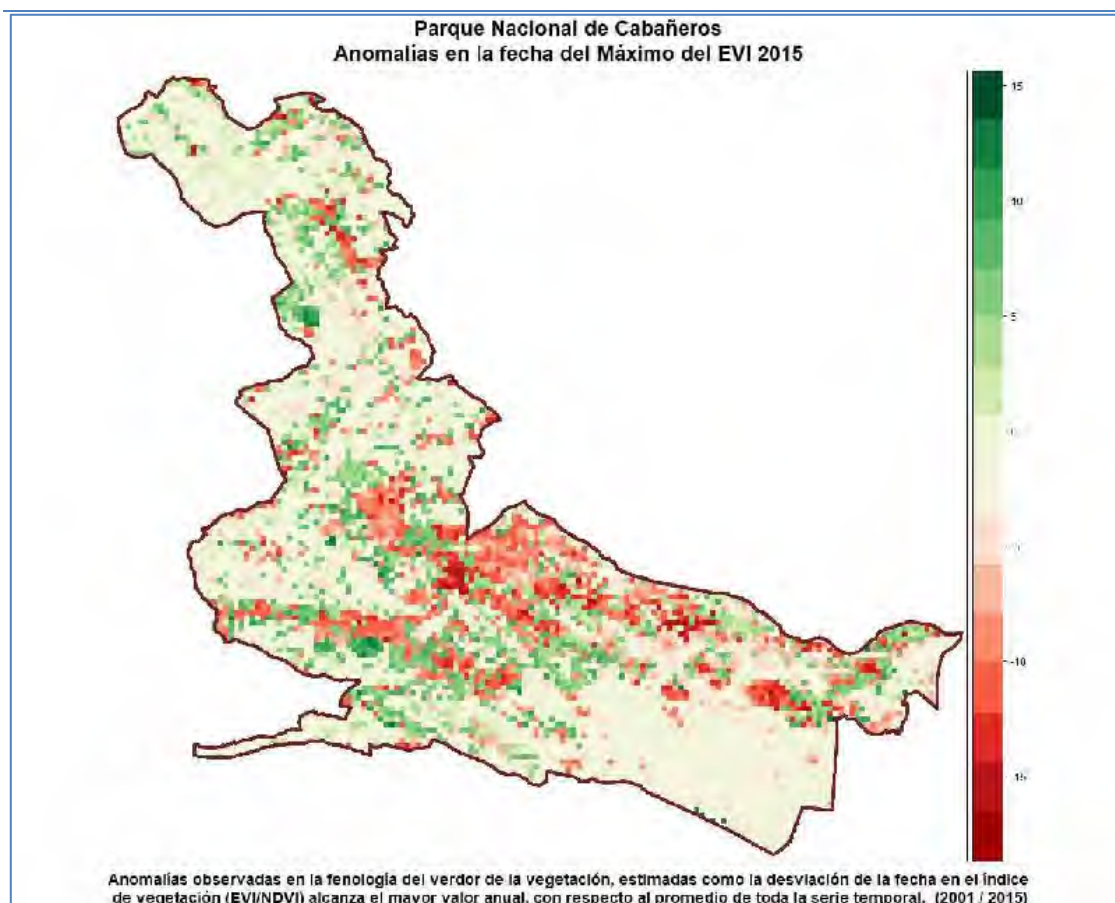 Parque Nacional de Cabañeros
Anomalías en la fecha del Máximo del EVI 2015
15
10
5
0
-5
-10
-15
Anomalías observadas en la fenología del verdor de la vegetación, estimadas como la desviación de la fecha en el índice
de vegetación (EVI/NDVI) alcanza el mayor valor anual, con respecto al promedio de toda la serie temporal. (2001 / 2015)